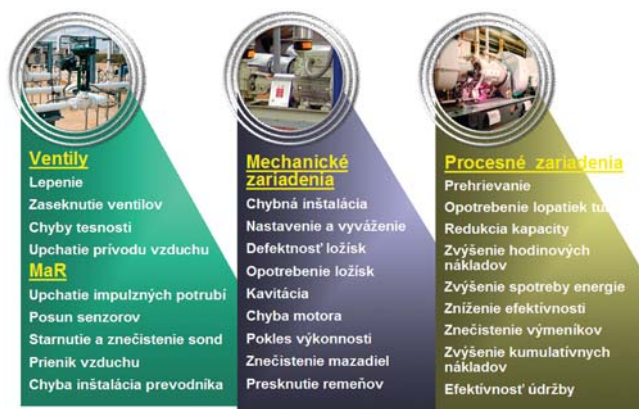 Ventily
Lepenie
Zaseknutie ventilov
Chyby tesnosti
Upchatie prívodu vzduchu
MaR
Upchatie impulzných potrubí
Posun senzorov
Starnutie a znečistenie sond
Prienik vzduchu
Chyba inštalácia prevodníka
Mechanické
zariadenia
Chybná inštalácia
Nastavenie a vyváženie
Defektnosť ložísk
Opotrebenie ložísk
Kavitácia
Chyba motora
Pokles výkonnosti
Znečistenie mazadiel
Presknutie remeňov
Procesné zariadenia
Prehrievanie
Opotrebenie lopatiek
Redukcia kapacity
Zvýšenie hodinových
nákladov
Zvýšenie spotreby energie
Zníženie efektívnosti
Znečistenie výmeníkov
Zvýšenie kumulatívnych
nákladov
Efektívnosť údržby